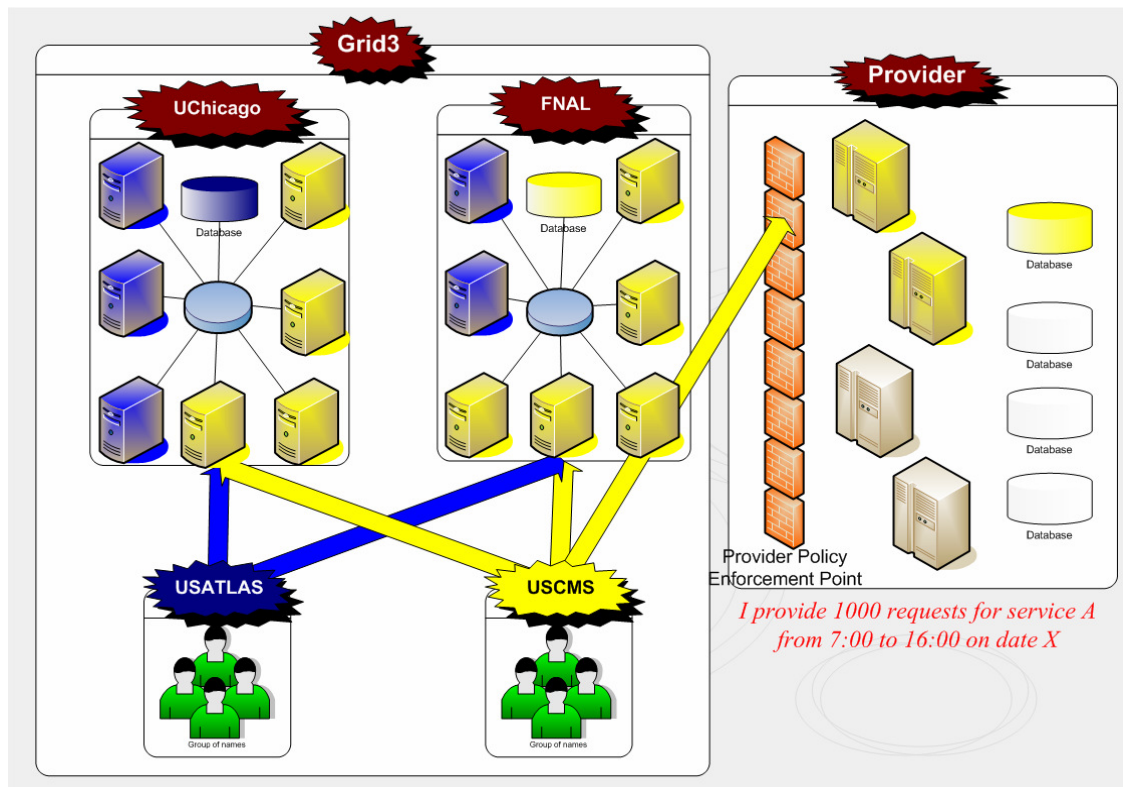 Grid3
Provider
UChicago
FNAL
Database
Database
Database
Database
Database
Database
Provider Policy
Enforcement Point
USATLAS
USCMS
I provide 1000 requests for service A
from 7:00 to 16:00 on date X
Group of names
Group of names